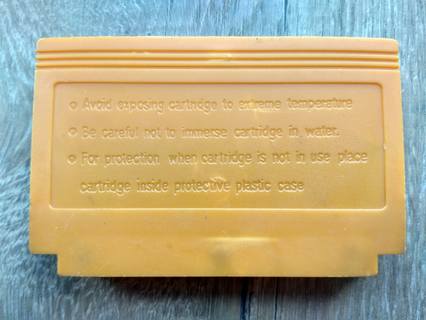 Avoid exposing cartridge to extreme temperature
Be careful not to immerse cartridge in water.
For protection when cartridge is not in use place
cartridge inside protective plastic case